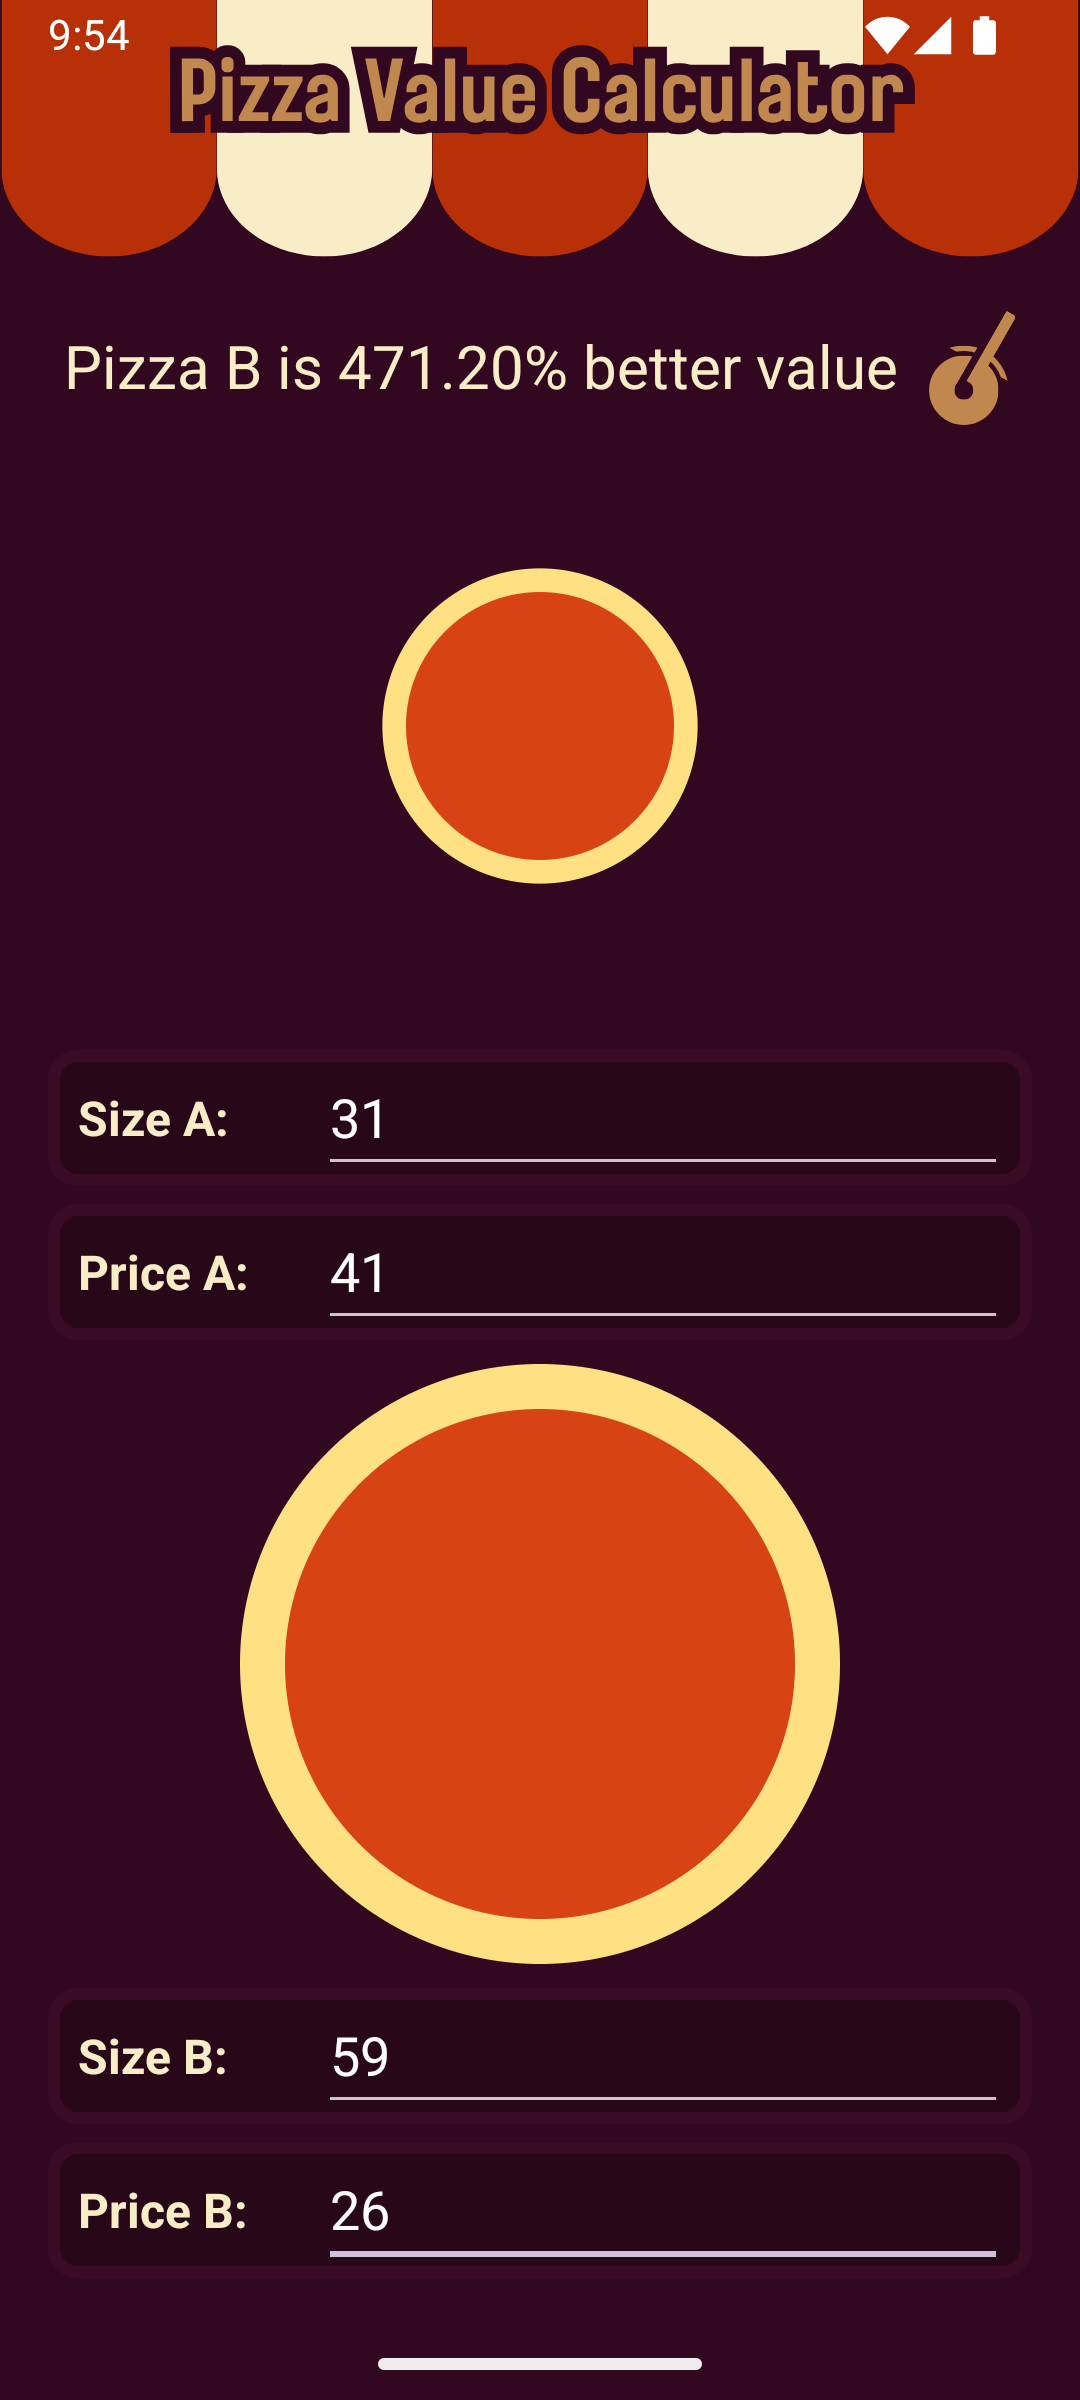 9:54
Pizza Value Calculator
Pizza B is 471.20% better value
Size A: 31
Price A: 41
Size B: 59
Price B: 26